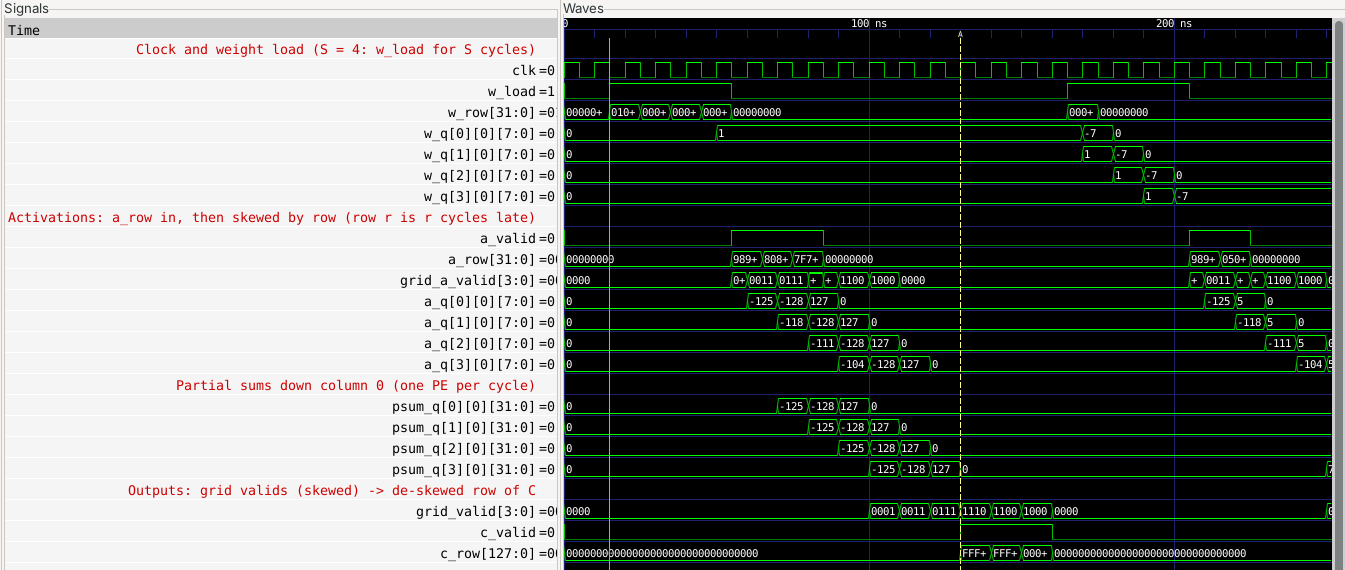 Signals Waves
Time 0 100 ns 200 ns
A
Clock and weight load (S = 4: w_load for S cycles)
clk=0
w_load=1
w_row[31:0]=0 00000+ 010+ 000+ 000+ 000+ 00000000 000+ 00000000
w_q[0][0][7:0]=0 0 1 -7 0
w_q[1][0][7:0]=0 0 1 -7 0
w_q[2][0][7:0]=0 0 1 -7 0
w_q[3][0][7:0]=0 0 1 -7
Activations: a_row in, then skewed by row (row r is r cycles late)
a_valid=0
a_row[31:0]=00 00000000 989+ 808+ 7F7+ 00000000 989+ 050+ 00000000
grid_a_valid[3:0]=00 0000 0+ 0011 0111 + + 1100 1000 0000 + 0011 + + 1100 1000 0
a_q[0][0][7:0]=0 0 -125 -128 127 0 -125 5 0
a_q[1][0][7:0]=0 0 -118 -128 127 0 -118 5 0
a_q[2][0][7:0]=0 0 -111 -128 127 0 -111 5 0
a_q[3][0][7:0]=0 0 -104 -128 127 0 -104 5
Partial sums down column 0 (one PE per cycle)
psum_q[0][0][31:0]=0 0 -125 -128 127 0
psum_q[1][0][31:0]=0 0 -125 -128 127 0
psum_q[2][0][31:0]=0 0 -125 -128 127 0
psum_q[3][0][31:0]=0 0 -125 -128 127 0 7
Outputs: grid valids (skewed) -> de-skewed row of C
grid_valid[3:0]=00 0000 0001 0011 0111 1110 1100 1000 0000 0
c_valid=0
c_row[127:0]=00 00000000000000000000000000000000 FFF+ FFF+ 000+ 00000000000000000000000000000000